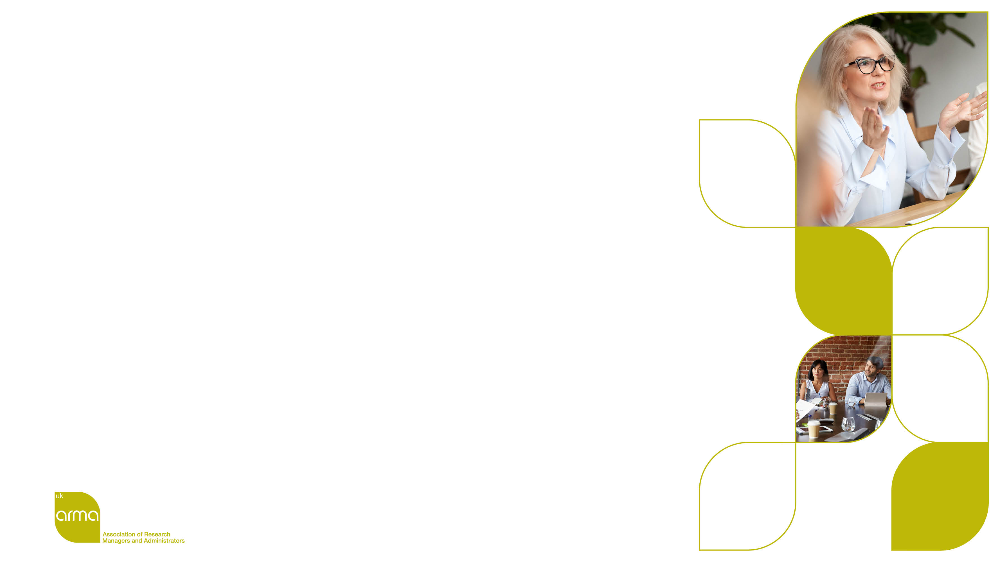 uk
arma
Association of Research
Managers and Administrators